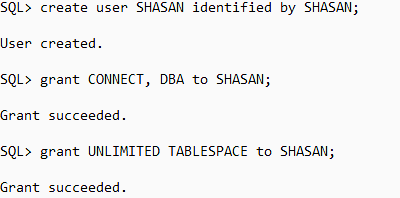 SQL> create user SHASAN identified by SHASAN;
User created.
SQL> grant CONNECT, DBA to SHASAN;
Grant succeeded.
SQL> grant UNLIMITED TABLESPACE to SHASAN;
Grant succeeded.